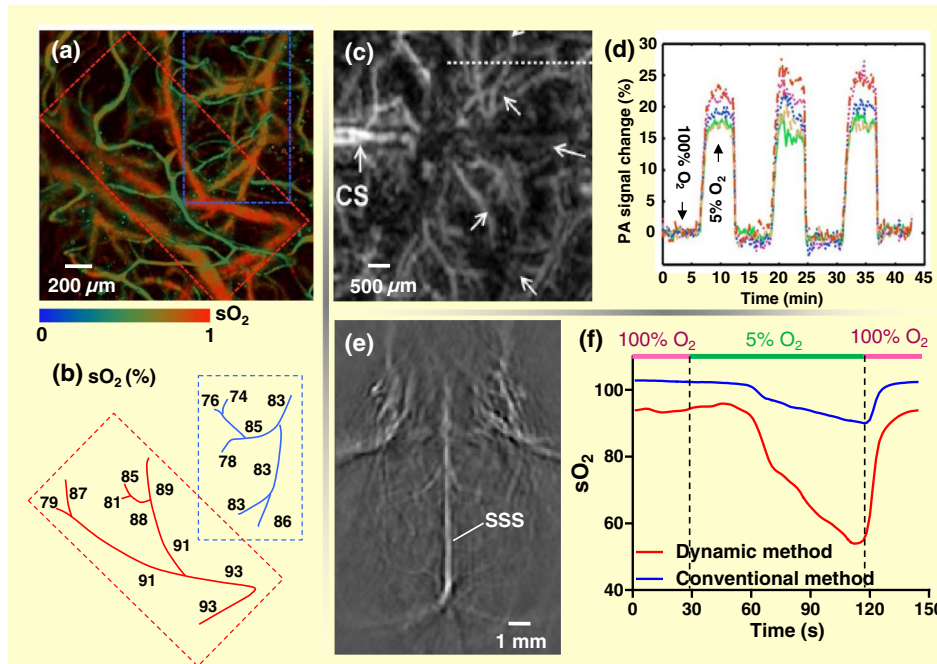 (a)
200 μm
sO2
0
1
(b) sO2 (%)
76
74
83
85
78
83
83
86
79
87
85
81
89
88
91
91
93
93
(c)
CS
500 μm
(d)
PA signal change (%)
30
25
20
15
10
5
0
100% O2
5% O2
0 5 10 15 20 25 30 35 40 45
Time (min)
(e)
SSS
1 mm
(f)
100% O2
5% O2
100% O2
sO2
100
80
60
40
Dynamic method
Conventional method
0 30 60 90 120 150
Time (s)